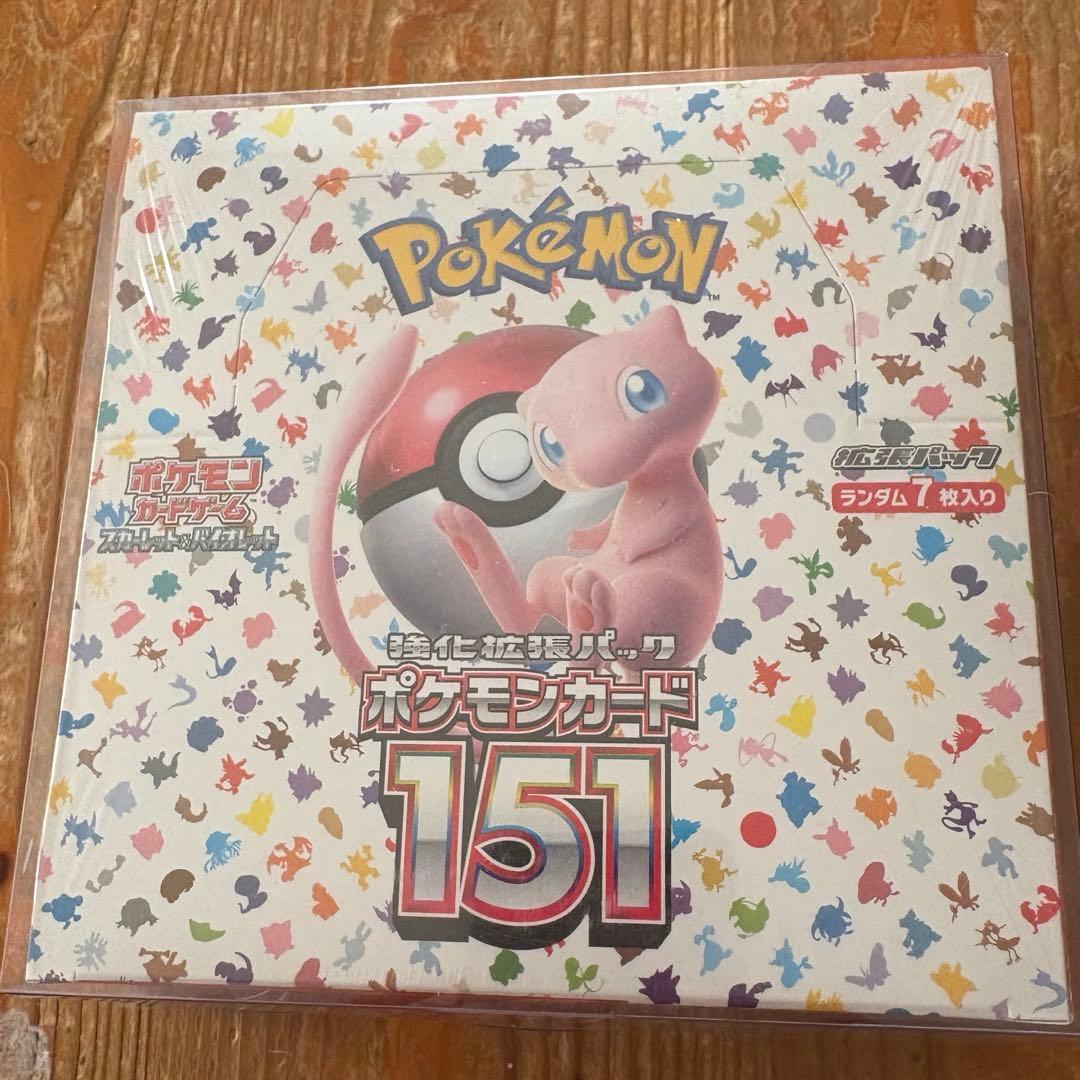 POKéMON
TM
ポケモン
カードゲーム
スカーレット&バイオレット
拡張パック
ランダム7枚入り
強化拡張パック
ポケモンカード
151